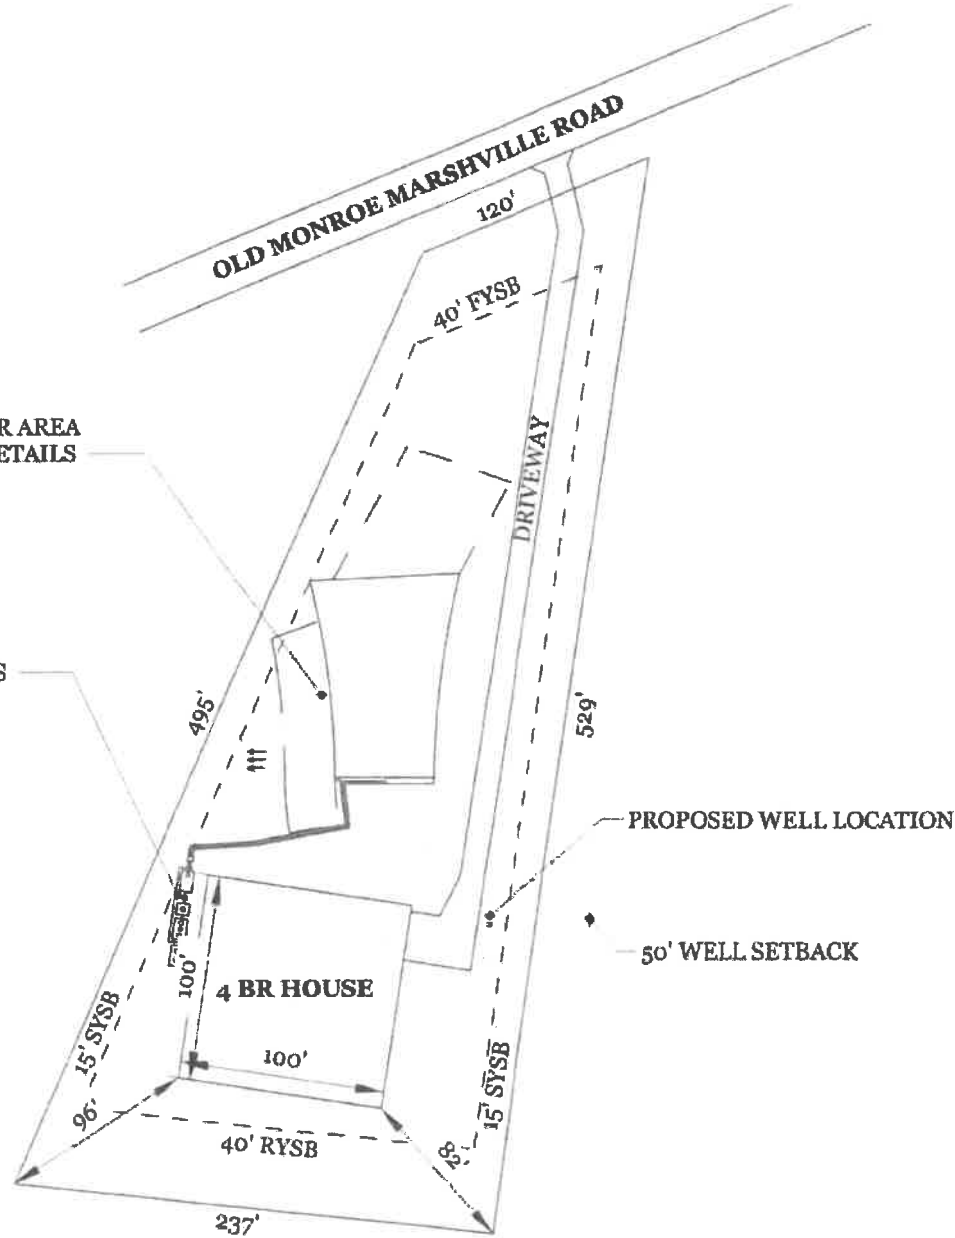 OLD MONROE MARSHVILLE ROAD
120'
40' FYSB
R AREA
ETAILS
DRIVEWAY
S
495'
529'
PROPOSED WELL LOCATION
50' WELL SETBACK
100'
4 BR HOUSE
100'
15' SYSB
15' SYSB
96'
40' RYSB
82'
237'